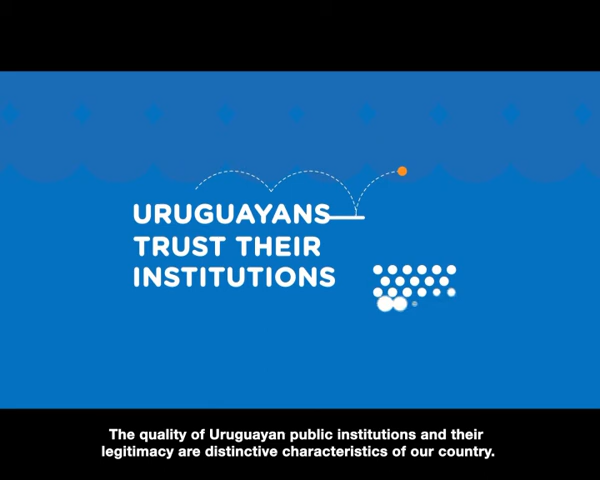 URUGUAYANS
TRUST THEIR
INSTITUTIONS
The quality of Uruguayan public institutions and their
legitimacy are distinctive characteristics of our country.